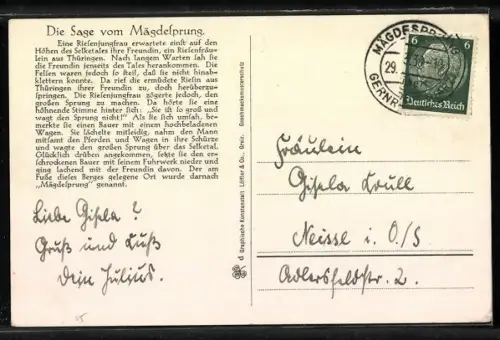 Die Sage vom Mägdesprung.
Eine Riesenjungfrau erwartete einst auf den
Höhen des Selketales ihre Freundin, ein Riesenfräu-
lein aus Thüringen. Nach langem Warten sah sie
die Freundin jenseits des Tales herankommen. Die
Felsen waren jedoch so steil, daß sie nicht hinab-
klettern konnte. Da rief die ermüdete Riesin aus
Thüringen ihrer Freundin zu, doch herüberzu-
springen. Die Riesenjungfrau zögerte jedoch, den
großen Sprung zu machen. Da hörte sie eine
höhnende Stimme hinter sich: „Sie is so groß und
wagt den Sprung nicht!" Als sie sich umsah, be-
merkte sie einen Bauer mit einem hochbeladenen
Wagen. Sie lächelte mitleidig, nahm den Mann
mitsamt den Pferden und Wagen in ihre Schürze
und wagte den großen Sprung über das Selketal.
Glücklich drüben angekommen, setzte sie den er-
schrockenen Bauer mit seinem Fuhrwerk nieder und
ging lachend mit der Freundin davon. Der am
Fuße dieses Berges gelegene Ort wurde darnach
„Mägdesprung" genannt.
Liebe Gisela!
Gruß und Kuß
Dein Julius.
d Graphische Kunstanstalt Löffler & Co., Greiz.
MÄGDESPRUNG
29.
6 6
Deutsches Reich
Fräulein
Gisela Krull
Neisse i. O/S
Adlersfeldstr. 2.